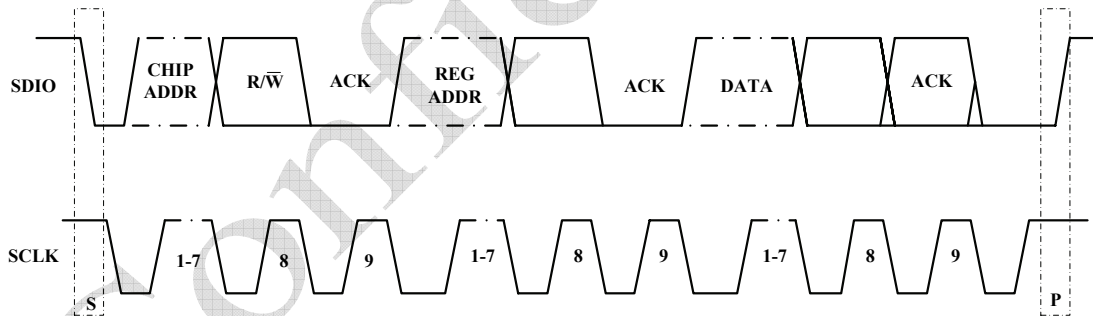 CHIP ADDR R/W̅ ACK REG ADDR ACK DATA ACK
SDIO
SCLK 1-7 8 9 1-7 8 9 1-7 8 9
S P
Confi